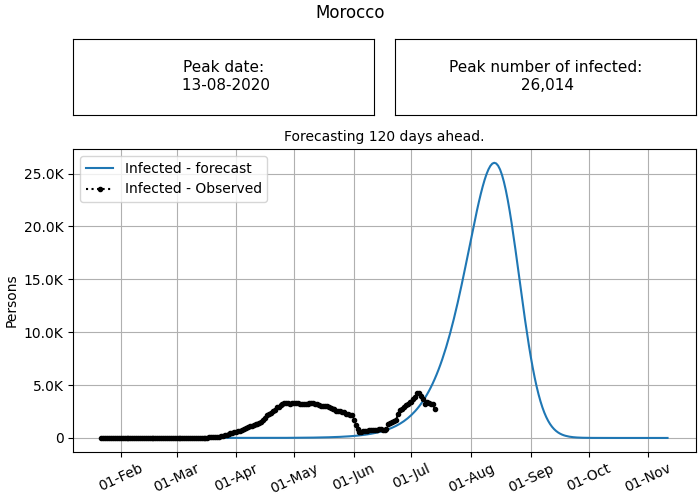 Morocco
Peak date:
13-08-2020
Peak number of infected:
26,014
Forecasting 120 days ahead.
Infected - forecast
Infected - Observed
Persons
25.0K
20.0K
15.0K
10.0K
5.0K
0
01-Feb
01-Mar
01-Apr
01-May
01-Jun
01-Jul
01-Aug
01-Sep
01-Oct
01-Nov